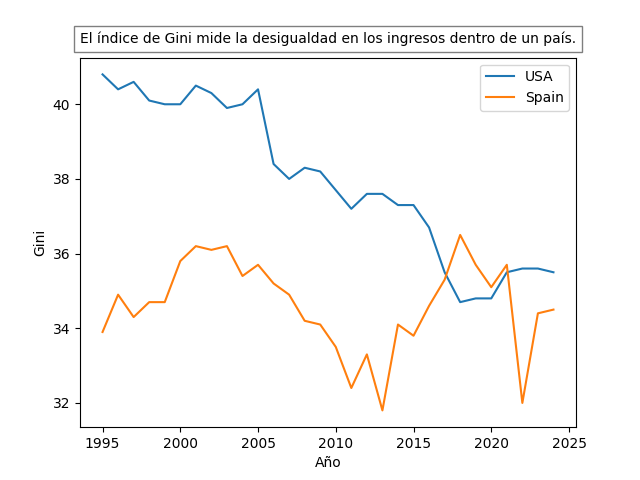 El índice de Gini mide la desigualdad en los ingresos dentro de un país.
USA
Spain
40
38
36
34
32
Gini
1995 2000 2005 2010 2015 2020 2025
Año